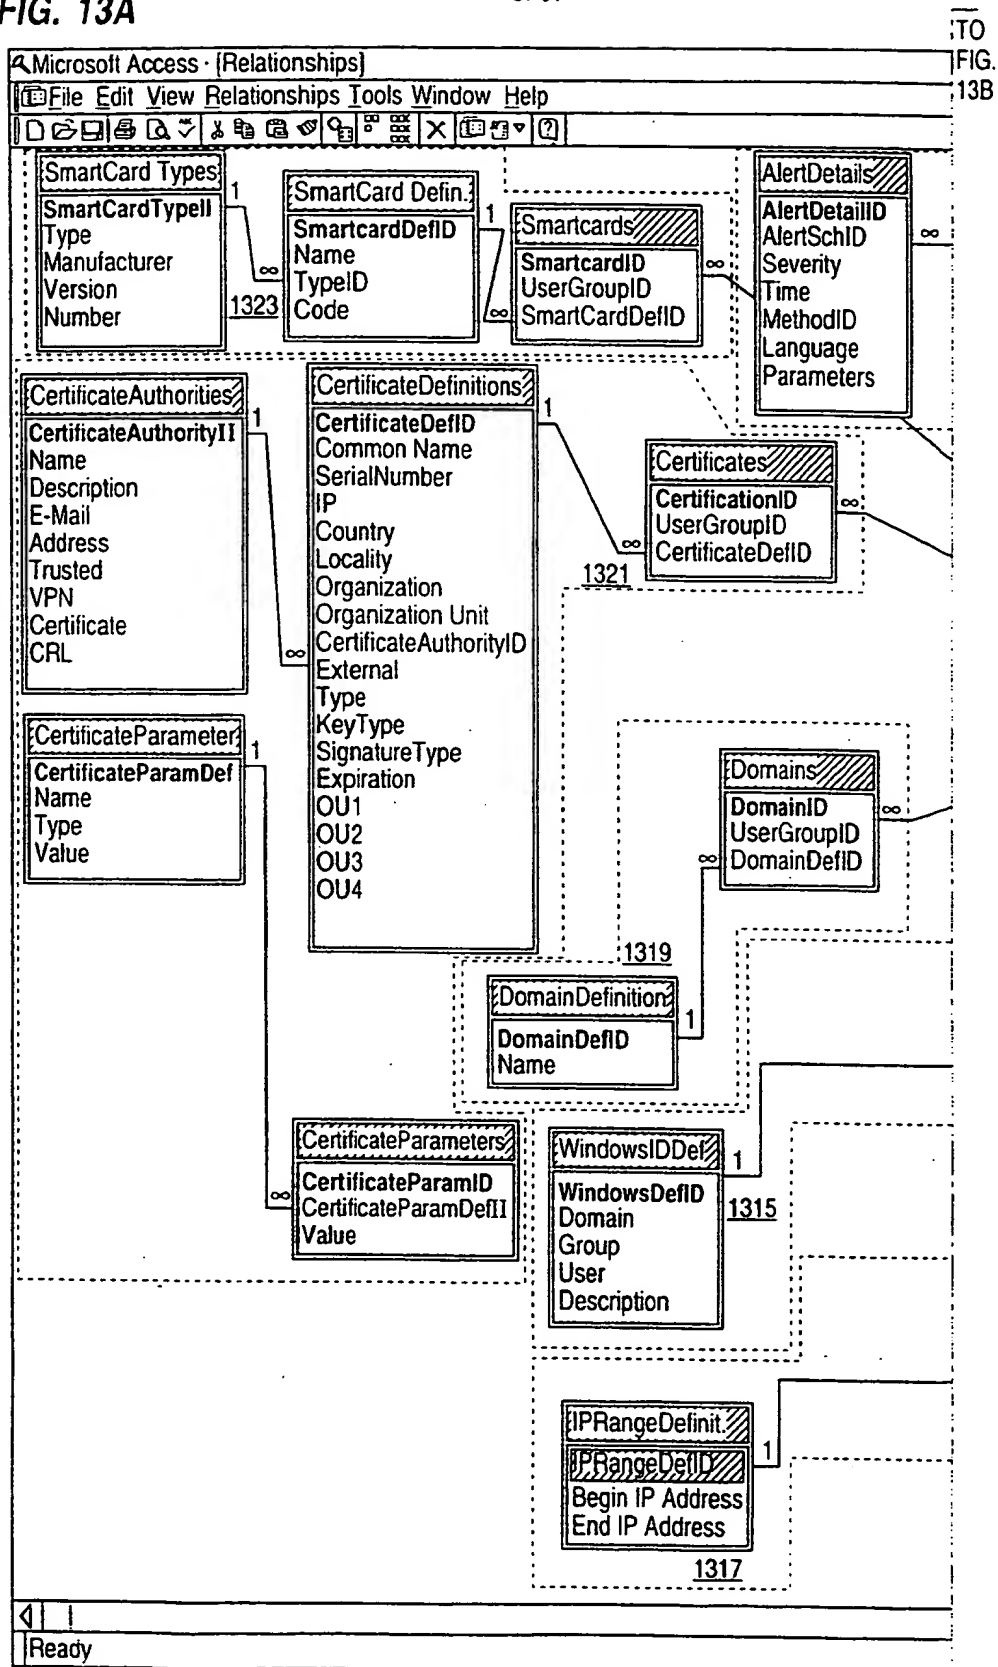 FIG. 13A
TO
FIG.
13B
Microsoft Access · [Relationships]
File Edit View Relationships Tools Window Help
SmartCard Types
SmartCardTypeII
Type
Manufacturer
Version
Number
1
∞
1323
SmartCard Defin.
SmartcardDefID
Name
TypeID
Code
1
∞
Smartcards
SmartcardID
UserGroupID
SmartCardDefID
∞
AlertDetails
AlertDetailID
AlertSchID
Severity
Time
MethodID
Language
Parameters
∞
CertificateAuthorities
CertificateAuthorityII
Name
Description
E-Mail
Address
Trusted
VPN
Certificate
CRL
1
∞
CertificateDefinitions
CertificateDefID
Common Name
SerialNumber
IP
Country
Locality
Organization
Organization Unit
CertificateAuthorityID
External
Type
KeyType
SignatureType
Expiration
OU1
OU2
OU3
OU4
1
∞
1321
Certificates
CertificationID
UserGroupID
CertificateDefID
∞
CertificateParameter
CertificateParamDef
Name
Type
Value
1
∞
Domains
DomainID
UserGroupID
DomainDefID
∞
∞
1319
DomainDefinition
DomainDefID
Name
1
CertificateParameters
CertificateParamID
CertificateParamDefII
Value
WindowsIDDef
WindowsDefID
Domain
Group
User
Description
1
1315
IPRangeDefinit.
IPRangeDefID
Begin IP Address
End IP Address
1
1317
Ready